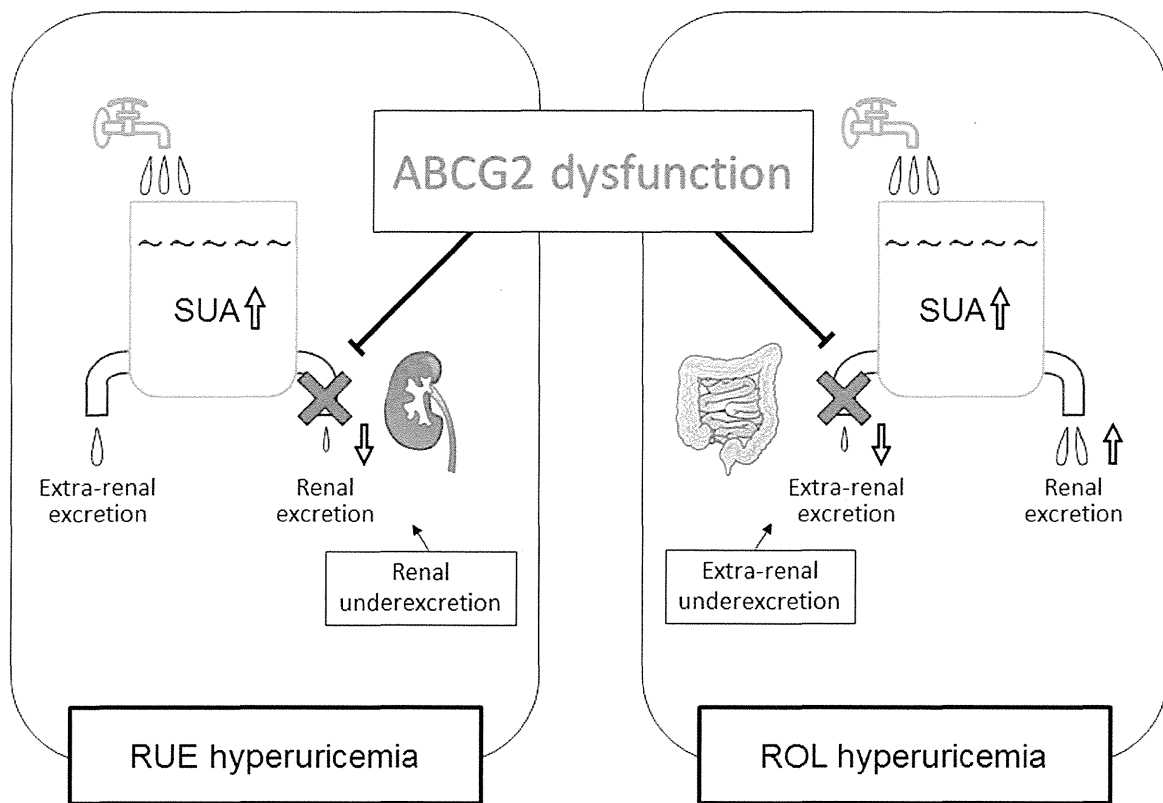 ABCG2 dysfunction
SUA
Extra-renal
excretion
Renal
excretion
Renal
underexcretion
RUE hyperuricemia
SUA
Extra-renal
excretion
Renal
excretion
Extra-renal
underexcretion
ROL hyperuricemia